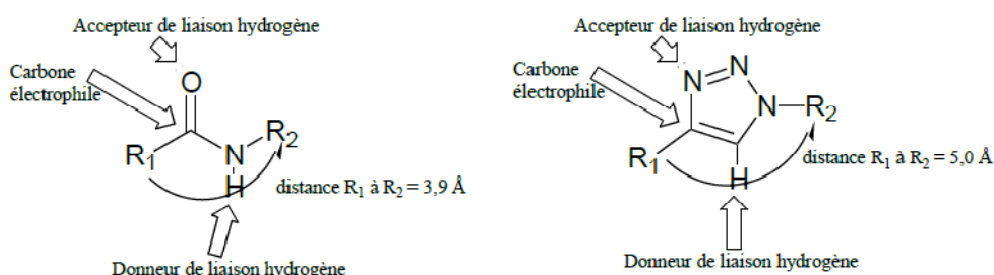 Accepteur de liaison hydrogène
Carbone
électrophile
O
R1
N
H
R2
distance R1 à R2 = 3,9 Å
Donneur de liaison hydrogène
Accepteur de liaison hydrogène
Carbone
électrophile
N
N
N
R2
R1
H
distance R1 à R2 = 5,0 Å
Donneur de liaison hydrogène